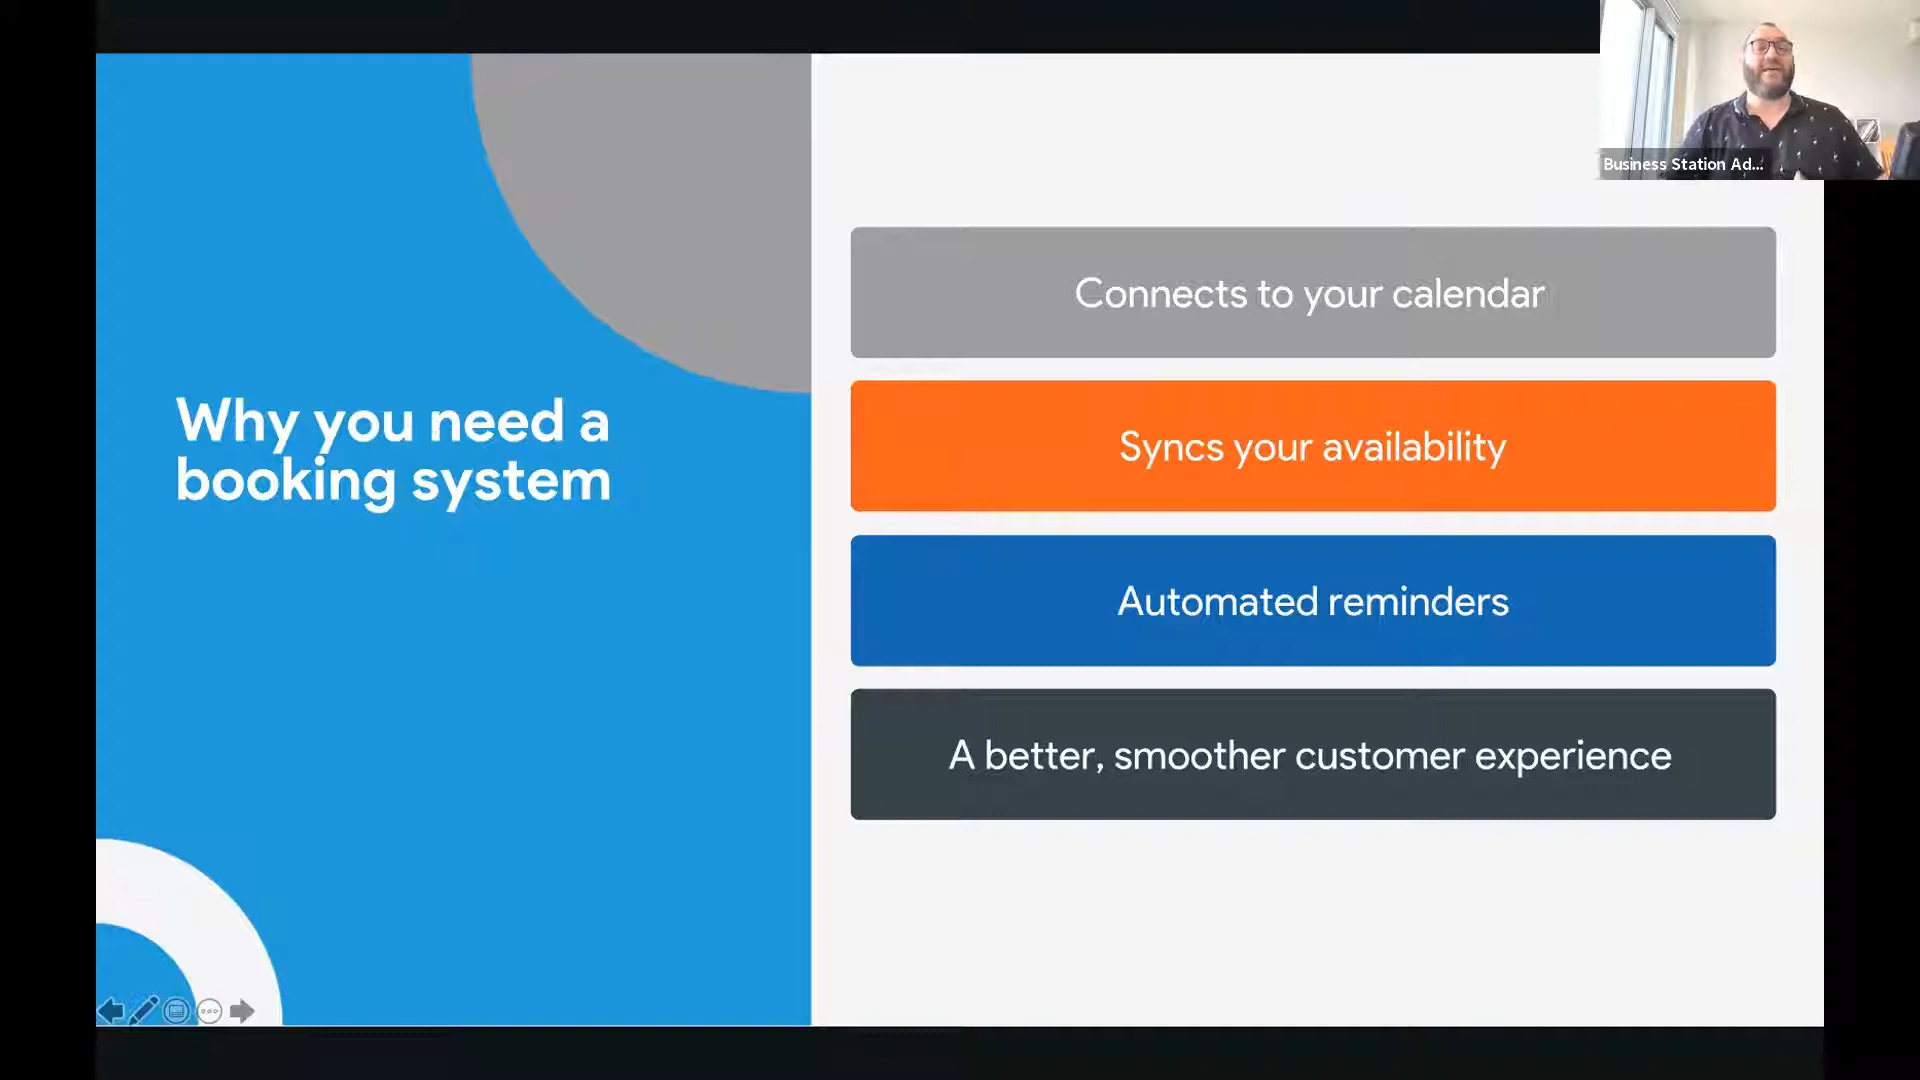 Business Station Ad...
Why you need a
booking system
Connects to your calendar
Syncs your availability
Automated reminders
A better, smoother customer experience